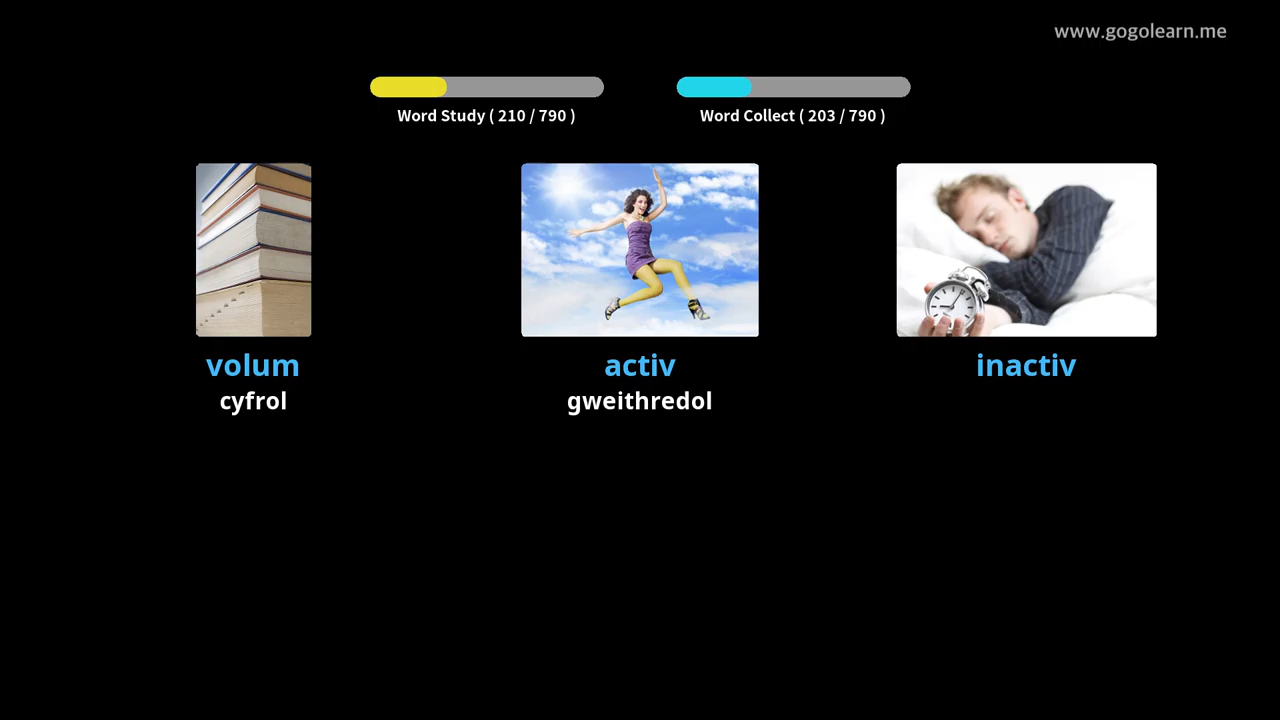 www.gogolearn.me
Word Study ( 210 / 790 )
Word Collect ( 203 / 790 )
volum
activ
inactiv
cyfrol
gweithredol